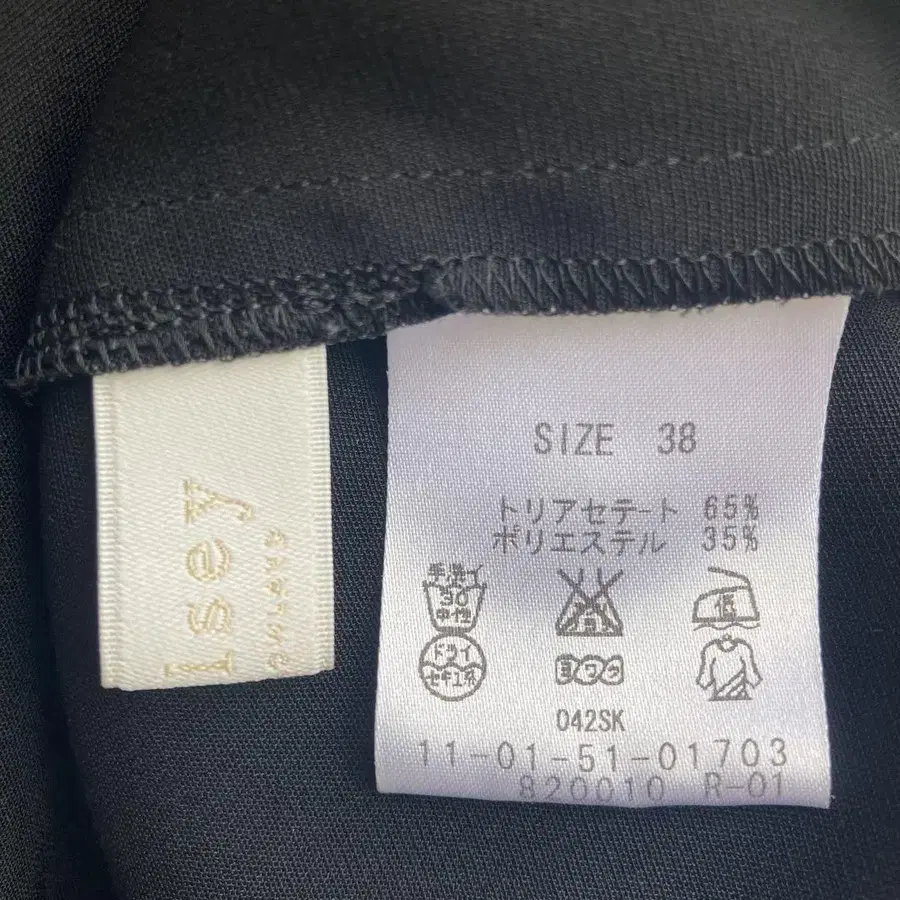 SIZE 38
トリアセテート 65%
ポリエステル 35%
手洗イ
30
中性
低
ドライ
セキユ系
ヨワク
042SK
11-01-51-01703
820010 R-01
sey